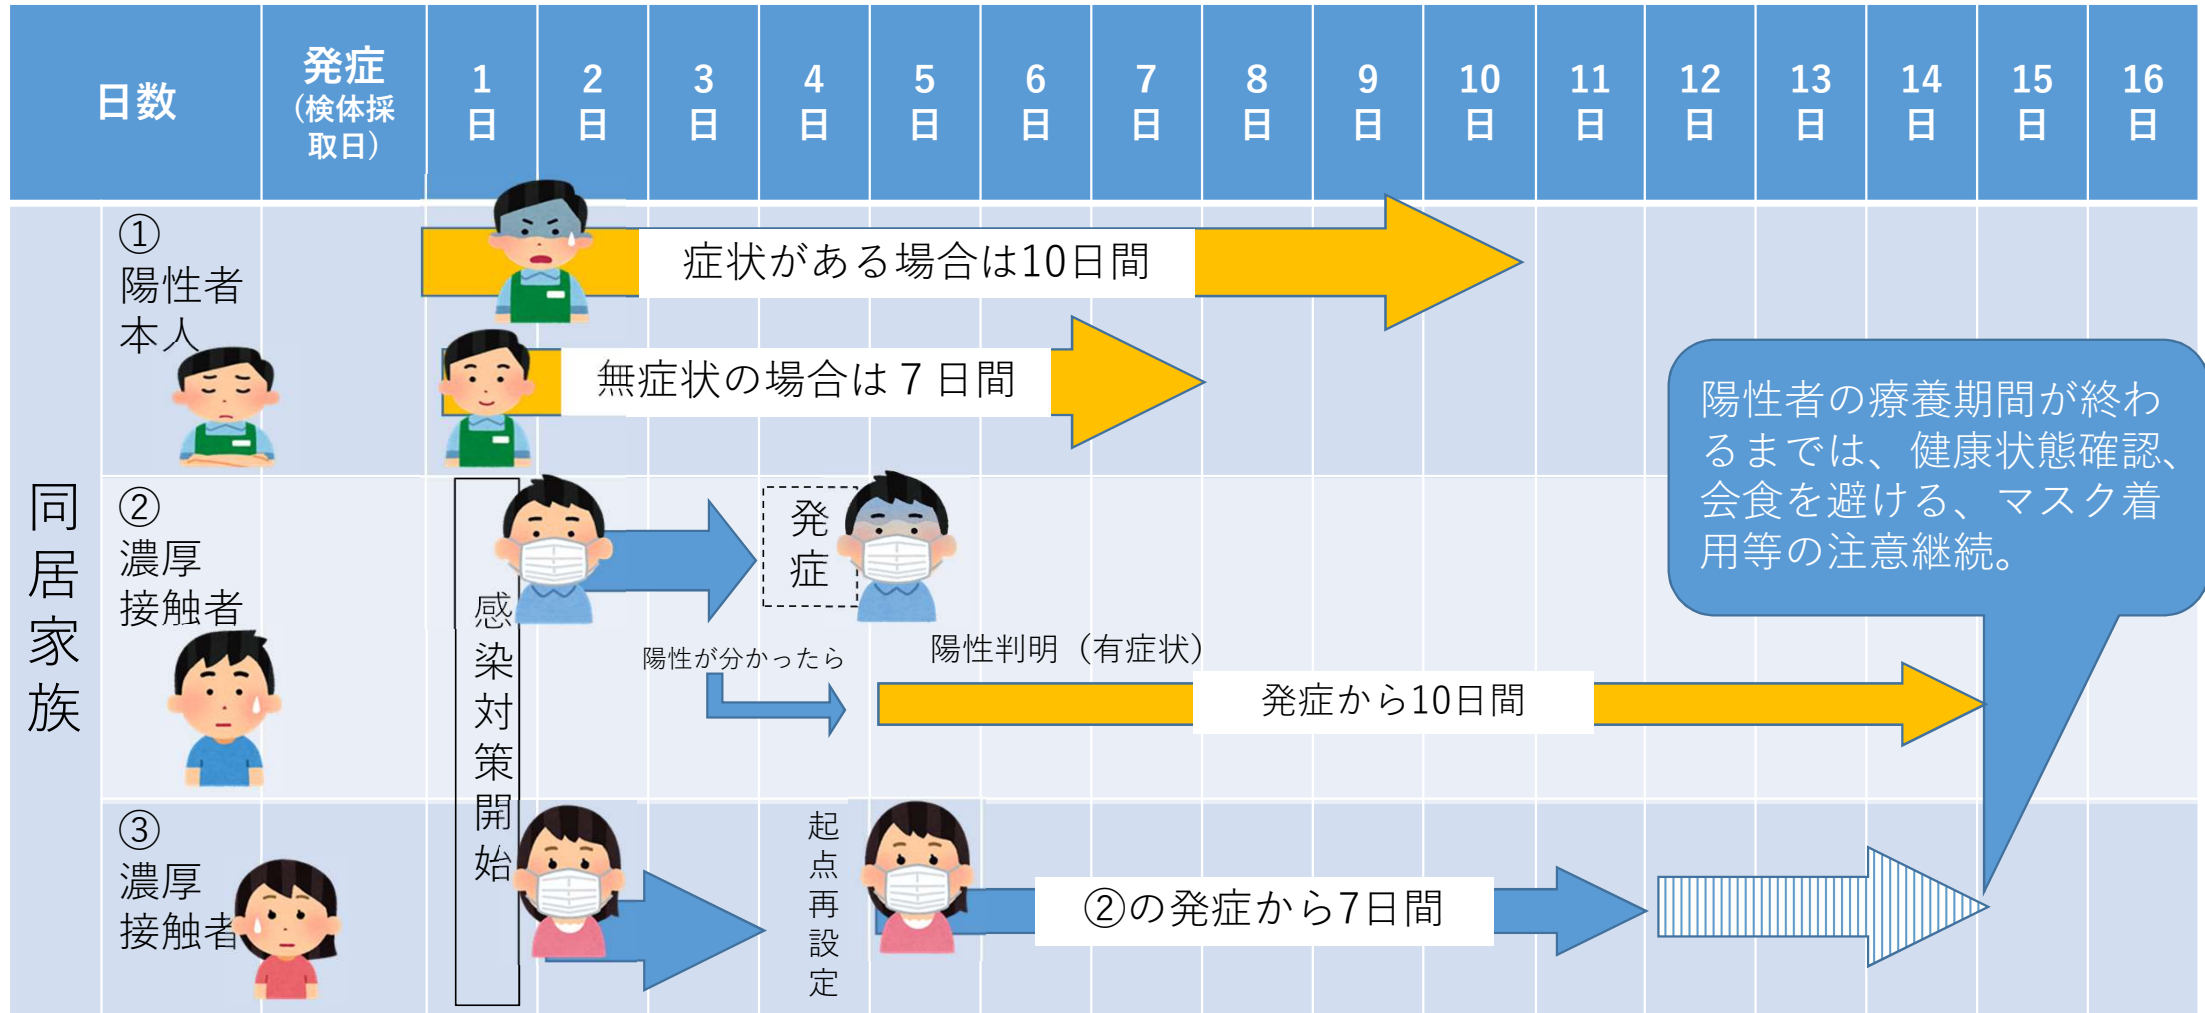 日数
発症
(検体採
取日)
1
日
2
日
3
日
4
日
5
日
6
日
7
日
8
日
9
日
10
日
11
日
12
日
13
日
14
日
15
日
16
日
同居家族
①
陽性者
本人
症状がある場合は10日間
無症状の場合は７日間
陽性者の療養期間が終わ
るまでは、健康状態確認、
会食を避ける、マスク着
用等の注意継続。
②
濃厚
接触者
感染対策開始
発症
陽性が分かったら
陽性判明（有症状）
発症から10日間
③
濃厚
接触者
起点再設定
②の発症から7日間